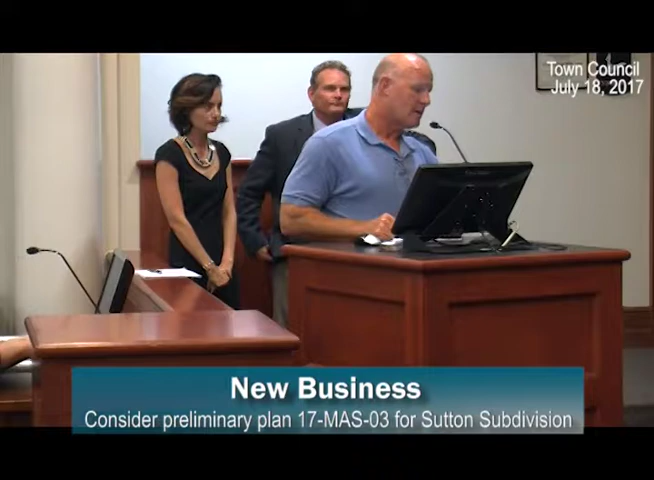 Town Council
July 18, 2017
New Business
Consider preliminary plan 17-MAS-03 for Sutton Subdivision